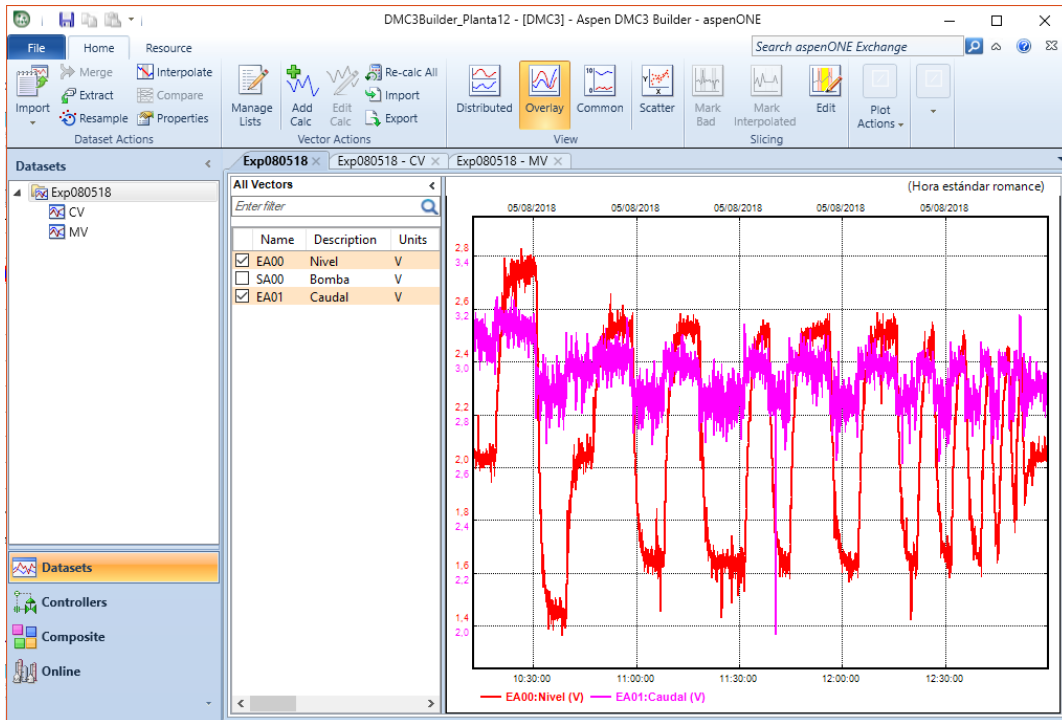 DMC3Builder_Planta12 - [DMC3] - Aspen DMC3 Builder - aspenONE
File Home Resource Search aspenONE Exchange
Import
Merge
Extract
Resample
Interpolate
Compare
Properties
Dataset Actions
Manage Lists
Add Calc
Edit Calc
Re-calc All
Import
Export
Vector Actions
Distributed
Overlay
Common
Scatter
View
Mark Bad
Mark Interpolated
Edit
Slicing
Plot Actions
Datasets
Exp080518
CV
MV
Datasets
Controllers
Composite
Online
Exp080518 Exp080518 - CV Exp080518 - MV
All Vectors
Enter filter
Name Description Units
EA00 Nivel V
SA00 Bomba V
EA01 Caudal V
(Hora estándar romance)
05/08/2018 05/08/2018 05/08/2018 05/08/2018 05/08/2018
2,8
3,4
2,6
3,2
2,4
3,0
2,2
2,8
2,0
2,6
1,8
2,4
1,6
2,2
1,4
2,0
10:30:00 11:00:00 11:30:00 12:00:00 12:30:00
EA00:Nivel (V) EA01:Caudal (V)